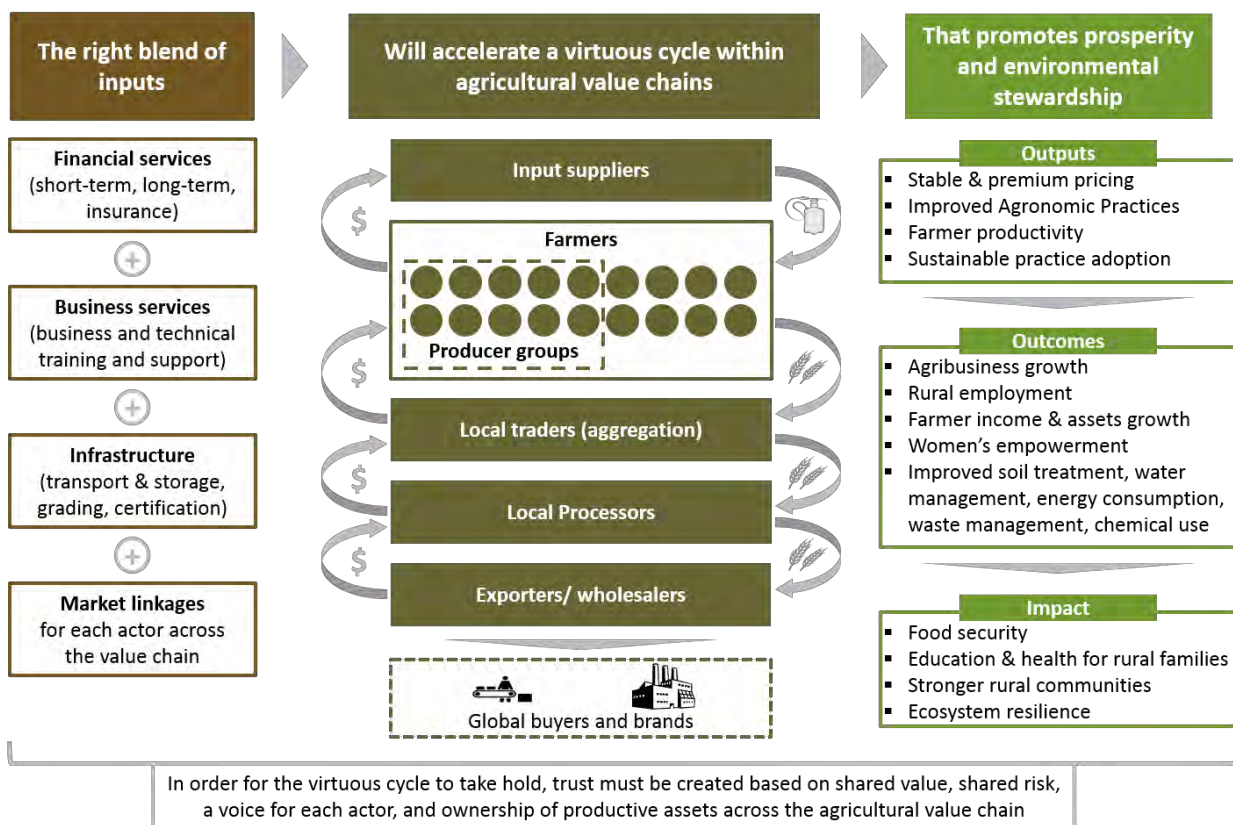 The right blend of
inputs
Will accelerate a virtuous cycle within
agricultural value chains
That promotes prosperity
and environmental
stewardship
Financial services
(short-term, long-term,
insurance)
+
Business services
(business and technical
training and support)
+
Infrastructure
(transport & storage,
grading, certification)
+
Market linkages
for each actor across
the value chain
Input suppliers
$
Farmers
Producer groups
$
Local traders (aggregation)
$
Local Processors
$
Exporters/ wholesalers
Global buyers and brands
Outputs
▪ Stable & premium pricing
▪ Improved Agronomic Practices
▪ Farmer productivity
▪ Sustainable practice adoption
Outcomes
▪ Agribusiness growth
▪ Rural employment
▪ Farmer income & assets growth
▪ Women’s empowerment
▪ Improved soil treatment, water
management, energy consumption,
waste management, chemical use
Impact
▪ Food security
▪ Education & health for rural families
▪ Stronger rural communities
▪ Ecosystem resilience
In order for the virtuous cycle to take hold, trust must be created based on shared value, shared risk,
a voice for each actor, and ownership of productive assets across the agricultural value chain